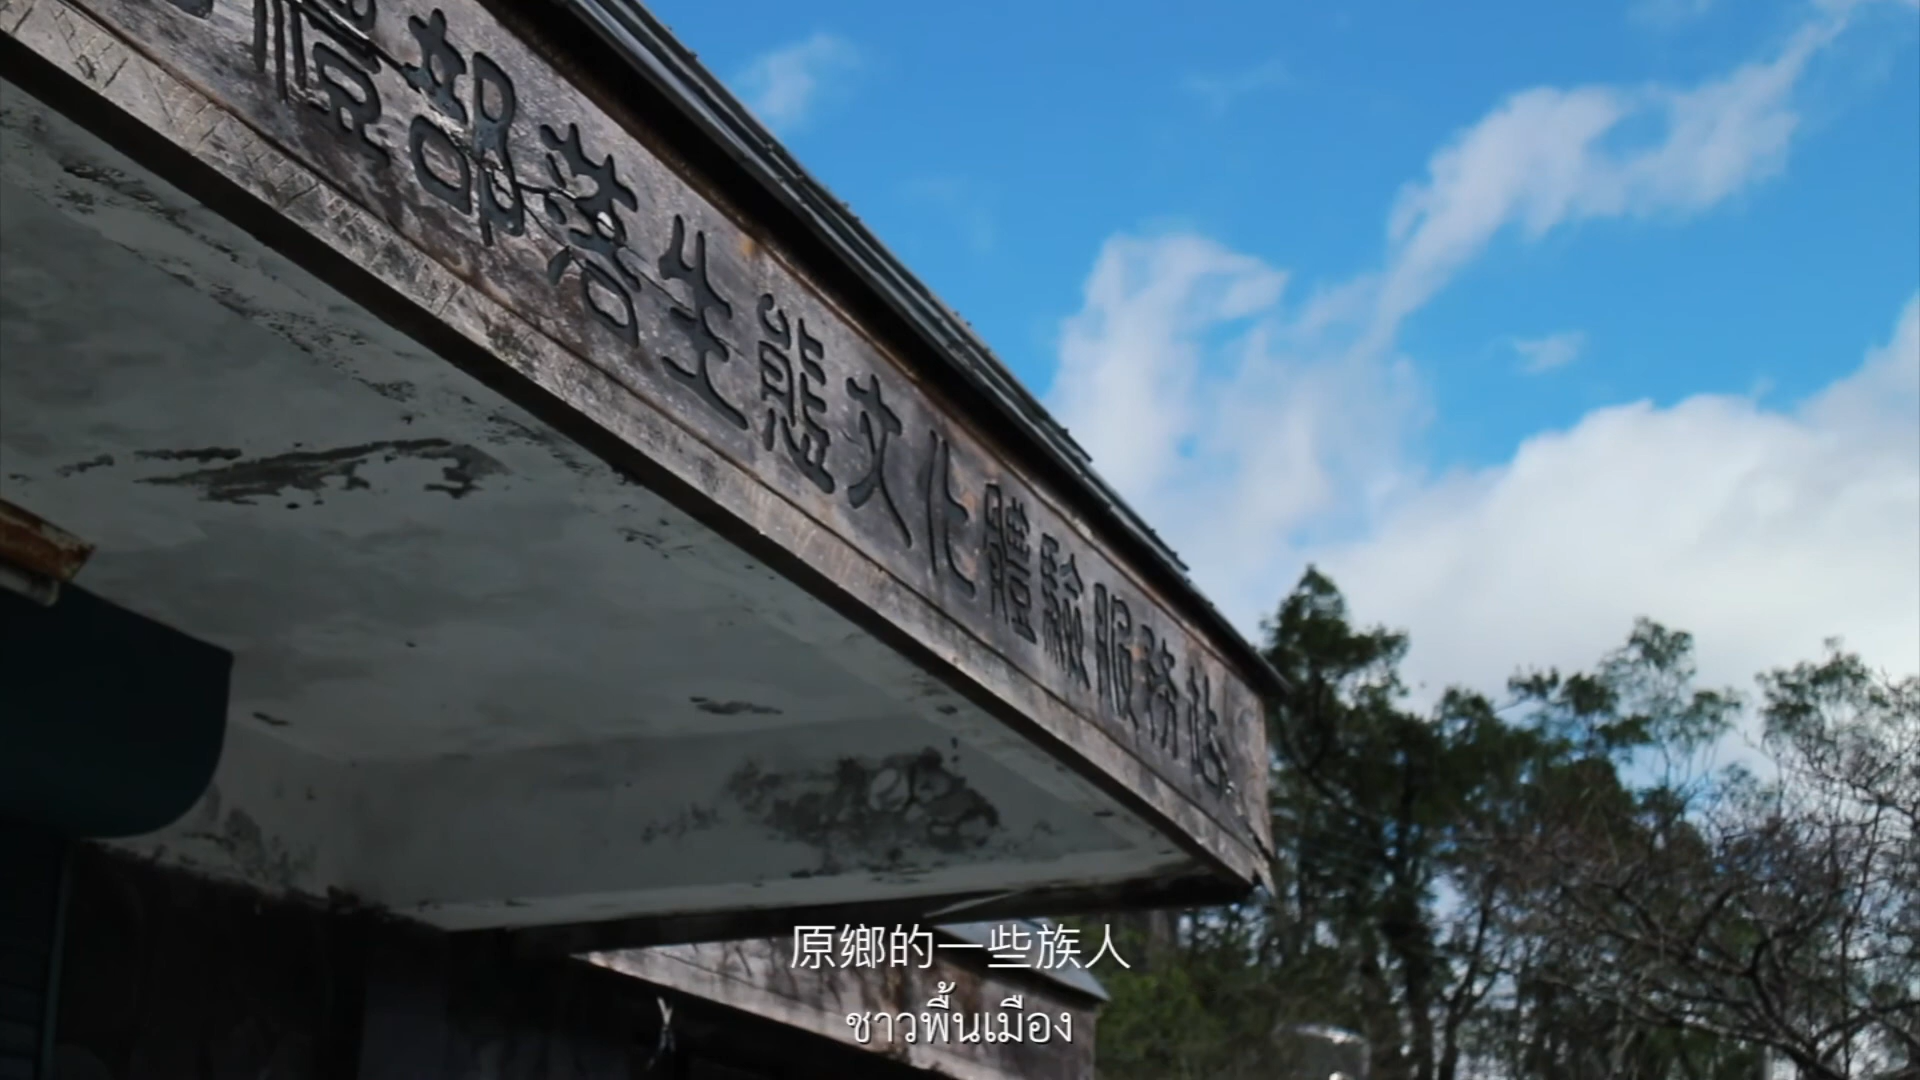 部落生態文化體驗服務站
原鄉的一些族人
ชาวพื้นเมือง